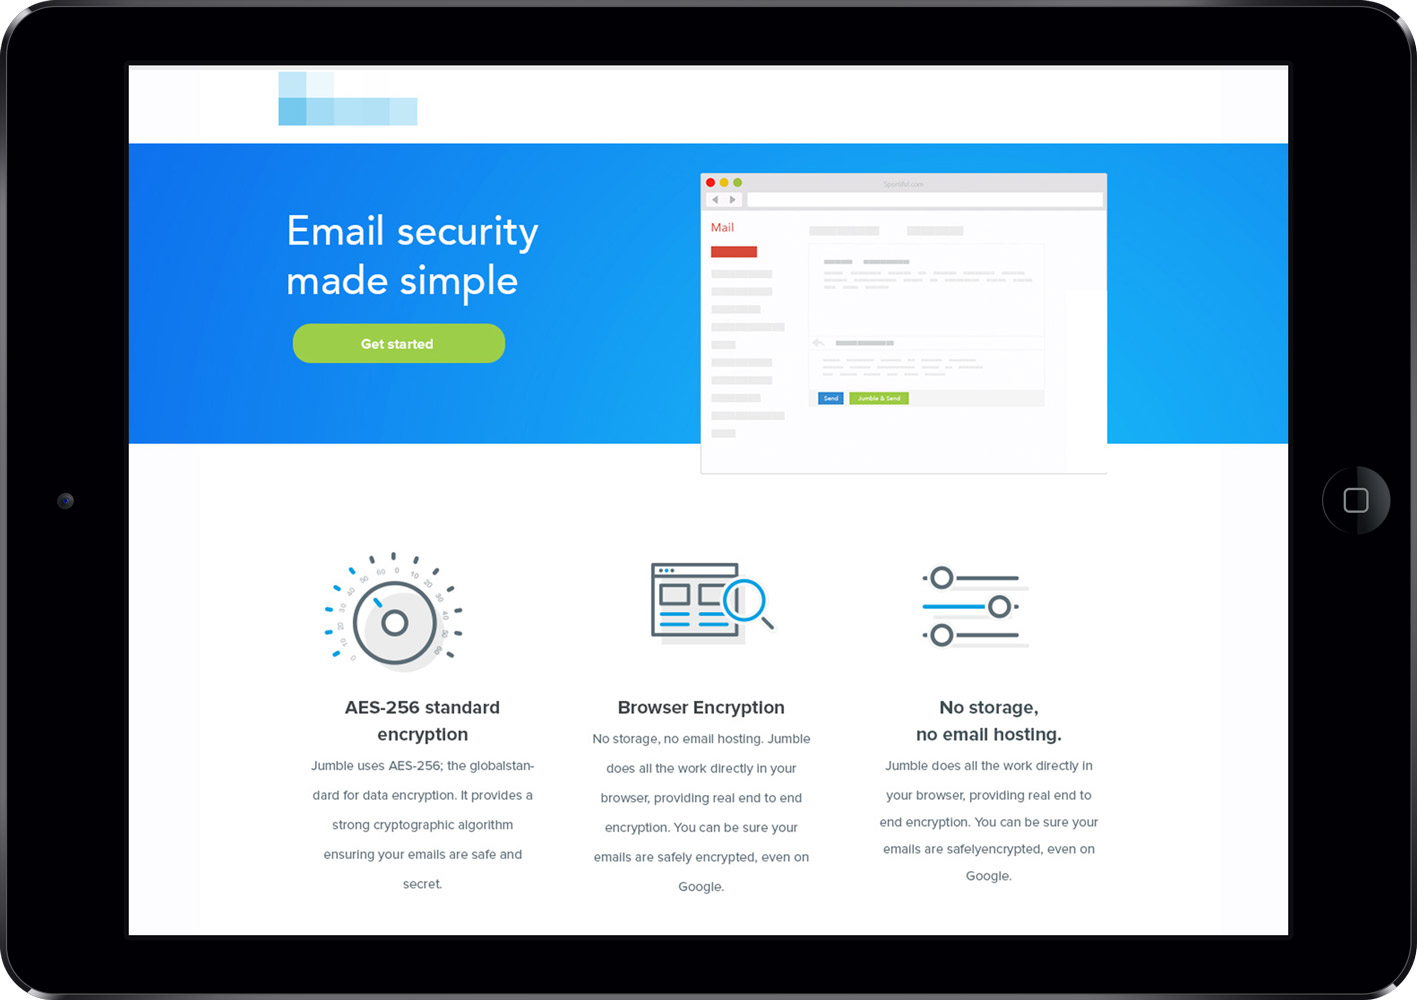 Email security
made simple
Get started
Mail
Send
Jumble & Send
AES-256 standard
encryption
Jumble uses AES-256; the globalstan-
dard for data encryption. It provides a
strong cryptographic algorithm
ensuring your emails are safe and
secret.
Browser Encryption
No storage, no email hosting. Jumble
does all the work directly in your
browser, providing real end to end
encryption. You can be sure your
emails are safely encrypted, even on
Google.
No storage,
no email hosting.
Jumble does all the work directly in
your browser, providing real end to
end encryption. You can be sure your
emails are safelyencrypted, even on
Google.